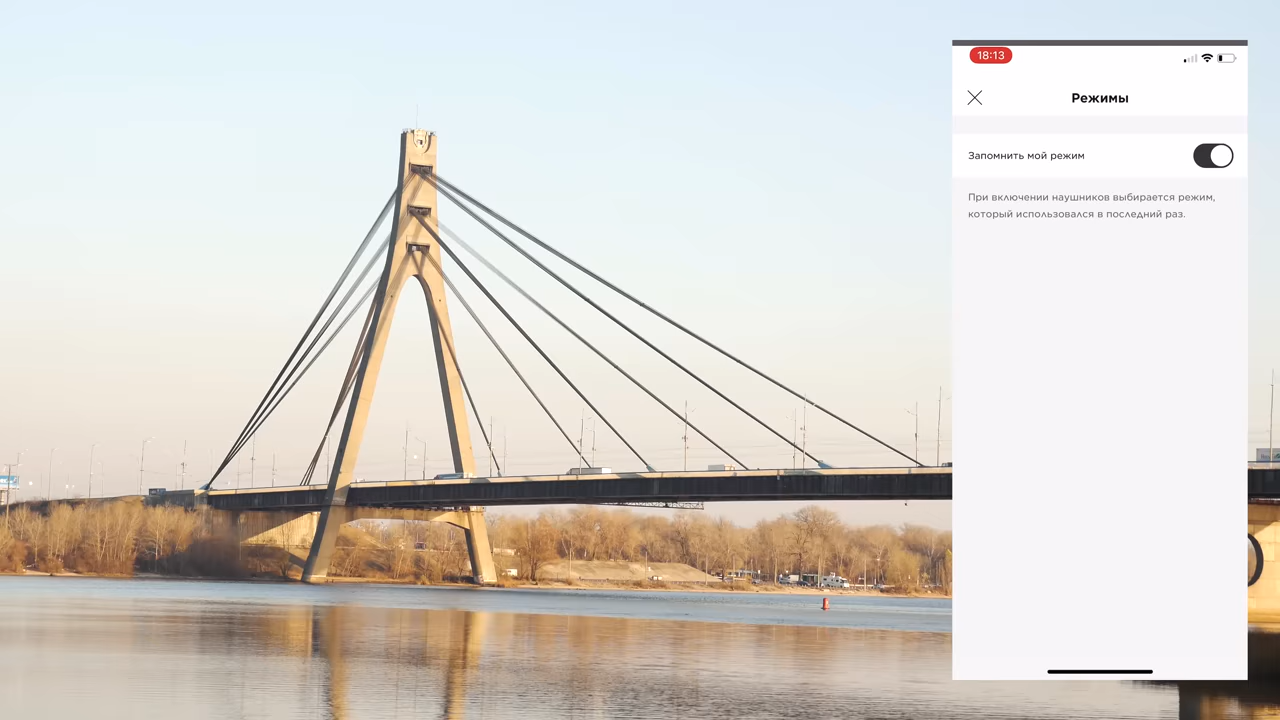 18:13
Режимы
Запомнить мой режим
При включении наушников выбирается режим,
который использовался в последний раз.